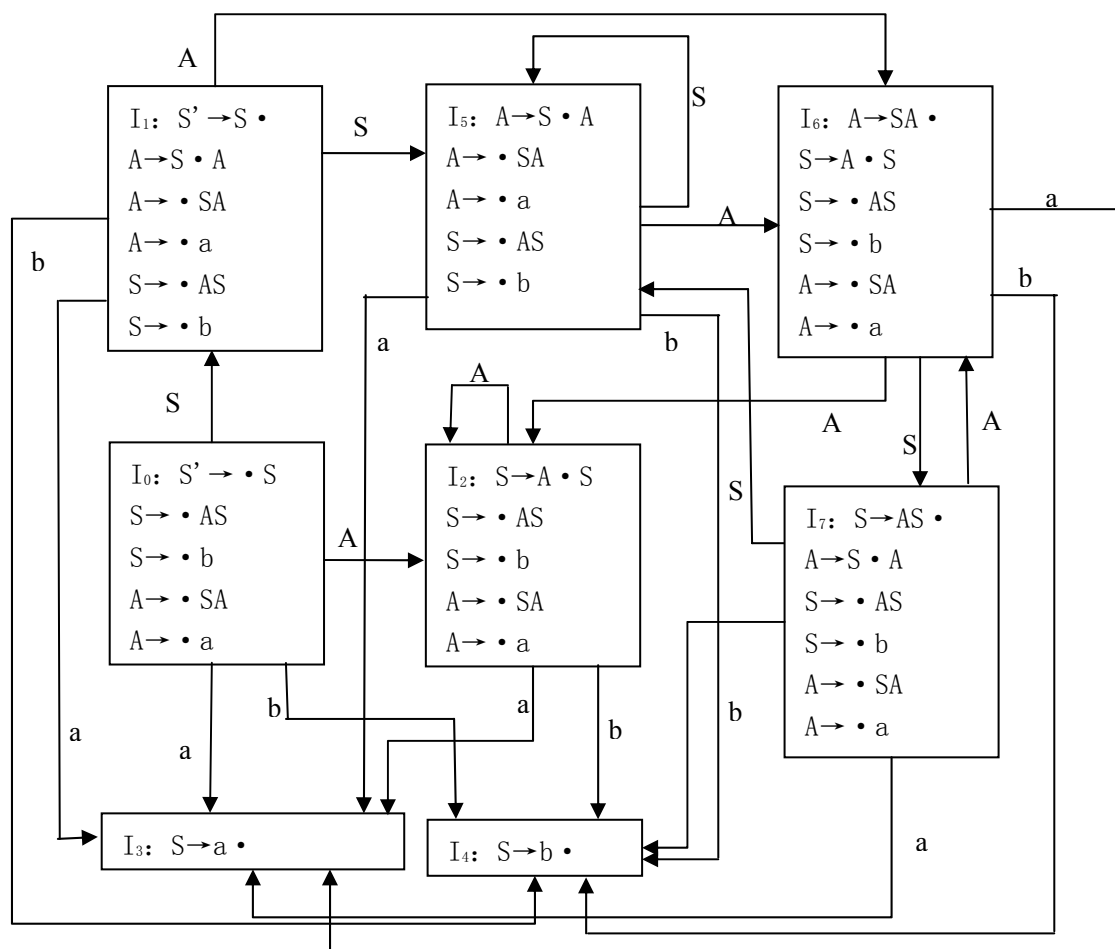 A
I₁: S’→S·
A→S·A
A→·SA
A→·a
S→·AS
S→·b
S
I₅: A→S·A
A→·SA
A→·a
S→·AS
S→·b
S
A
I₆: A→SA·
S→A·S
S→·AS
S→·b
A→·SA
A→·a
a
b
b
a
b
S
A
A
S
A
I₀: S’→·S
S→·AS
S→·b
A→·SA
A→·a
A
I₂: S→A·S
S→·AS
S→·b
A→·SA
A→·a
S
I₇: S→AS·
A→S·A
S→·AS
S→·b
A→·SA
A→·a
a
a
b
a
b
b
I₃: S→a·
I₄: S→b·
a